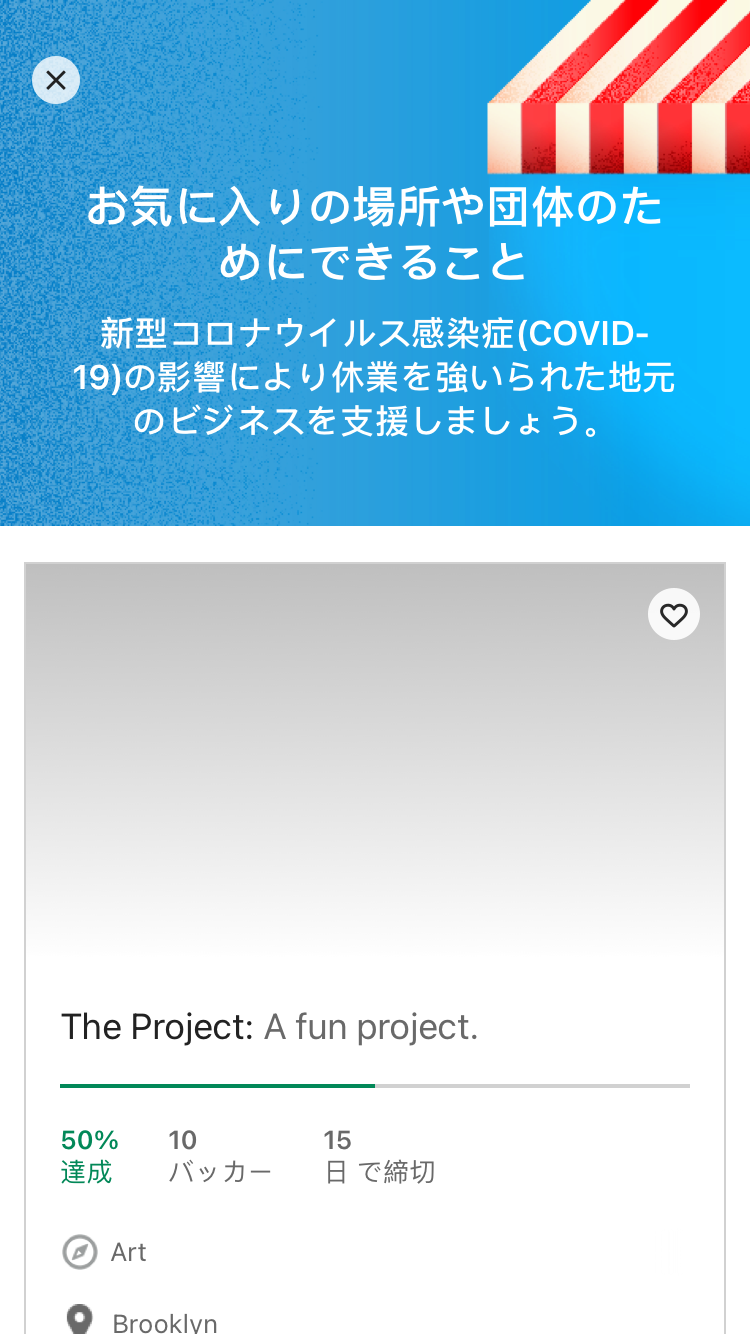 お気に入りの場所や団体のた
めにできること
新型コロナウイルス感染症(COVID-
19)の影響により休業を強いられた地元
のビジネスを支援しましょう。
The Project: A fun project.
50% 10 15
達成 バッカー 日 で締切
Art
Brooklyn